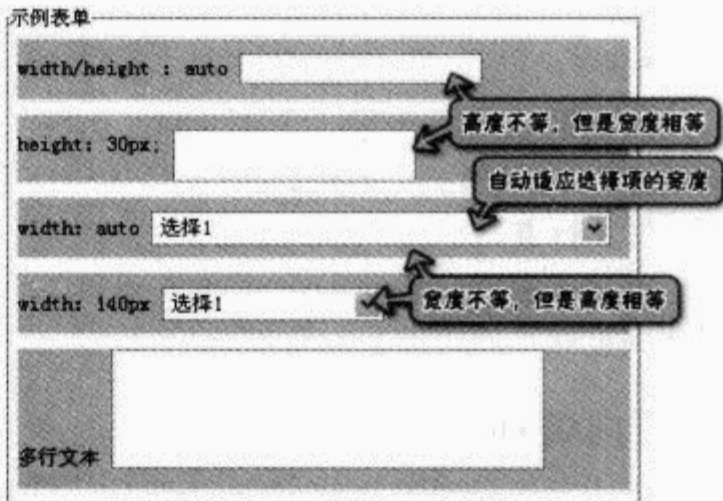 示例表单
width/height : auto
高度不等，但是宽度相等
height: 30px;
自动适应选择项的宽度
width: auto 选择1
width: 140px 选择1
宽度不等，但是高度相等
多行文本